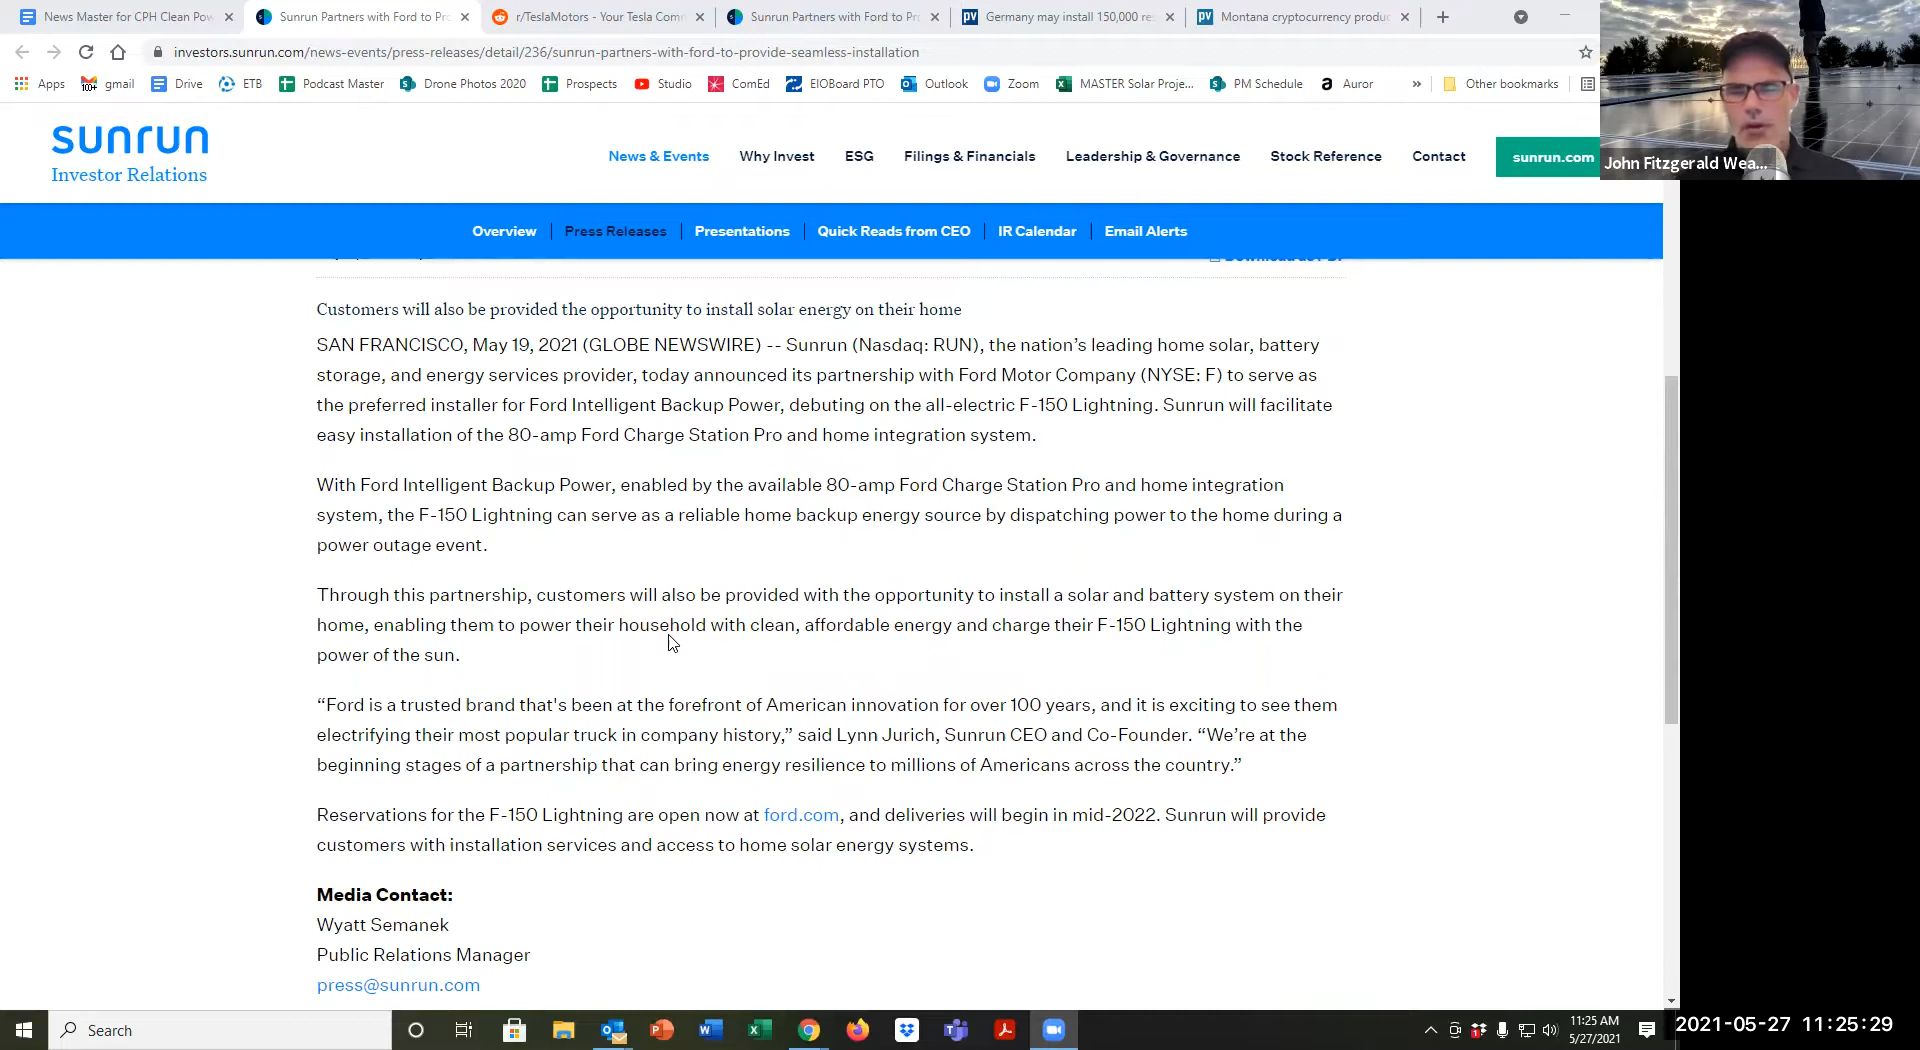 News Master for CPH Clean Pow
Sunrun Partners with Ford to Pro
r/TeslaMotors - Your Tesla Com
Sunrun Partners with Ford to Pro
Germany may install 150,000 re
Montana cryptocurrency produc
investors.sunrun.com/news-events/press-releases/detail/236/sunrun-partners-with-ford-to-provide-seamless-installation
Apps
gmail
Drive
ETB
Podcast Master
Drone Photos 2020
Prospects
Studio
ComEd
EIOBoard PTO
Outlook
Zoom
MASTER Solar Proje...
PM Schedule
Auror
»
Other bookmarks
sunrun
Investor Relations
News & Events
Why Invest
ESG
Filings & Financials
Leadership & Governance
Stock Reference
Contact
sunrun.com
John Fitzgerald Wea...
Overview
Press Releases
Presentations
Quick Reads from CEO
IR Calendar
Email Alerts
Customers will also be provided the opportunity to install solar energy on their home
SAN FRANCISCO, May 19, 2021 (GLOBE NEWSWIRE) -- Sunrun (Nasdaq: RUN), the nation's leading home solar, battery
storage, and energy services provider, today announced its partnership with Ford Motor Company (NYSE: F) to serve as
the preferred installer for Ford Intelligent Backup Power, debuting on the all-electric F-150 Lightning. Sunrun will facilitate
easy installation of the 80-amp Ford Charge Station Pro and home integration system.
With Ford Intelligent Backup Power, enabled by the available 80-amp Ford Charge Station Pro and home integration
system, the F-150 Lightning can serve as a reliable home backup energy source by dispatching power to the home during a
power outage event.
Through this partnership, customers will also be provided with the opportunity to install a solar and battery system on their
home, enabling them to power their household with clean, affordable energy and charge their F-150 Lightning with the
power of the sun.
“Ford is a trusted brand that's been at the forefront of American innovation for over 100 years, and it is exciting to see them
electrifying their most popular truck in company history,” said Lynn Jurich, Sunrun CEO and Co-Founder. “We're at the
beginning stages of a partnership that can bring energy resilience to millions of Americans across the country.”
Reservations for the F-150 Lightning are open now at ford.com, and deliveries will begin in mid-2022. Sunrun will provide
customers with installation services and access to home solar energy systems.
Media Contact:
Wyatt Semanek
Public Relations Manager
press@sunrun.com
Search
11:25 AM
5/27/2021
2021-05-27 11:25:29